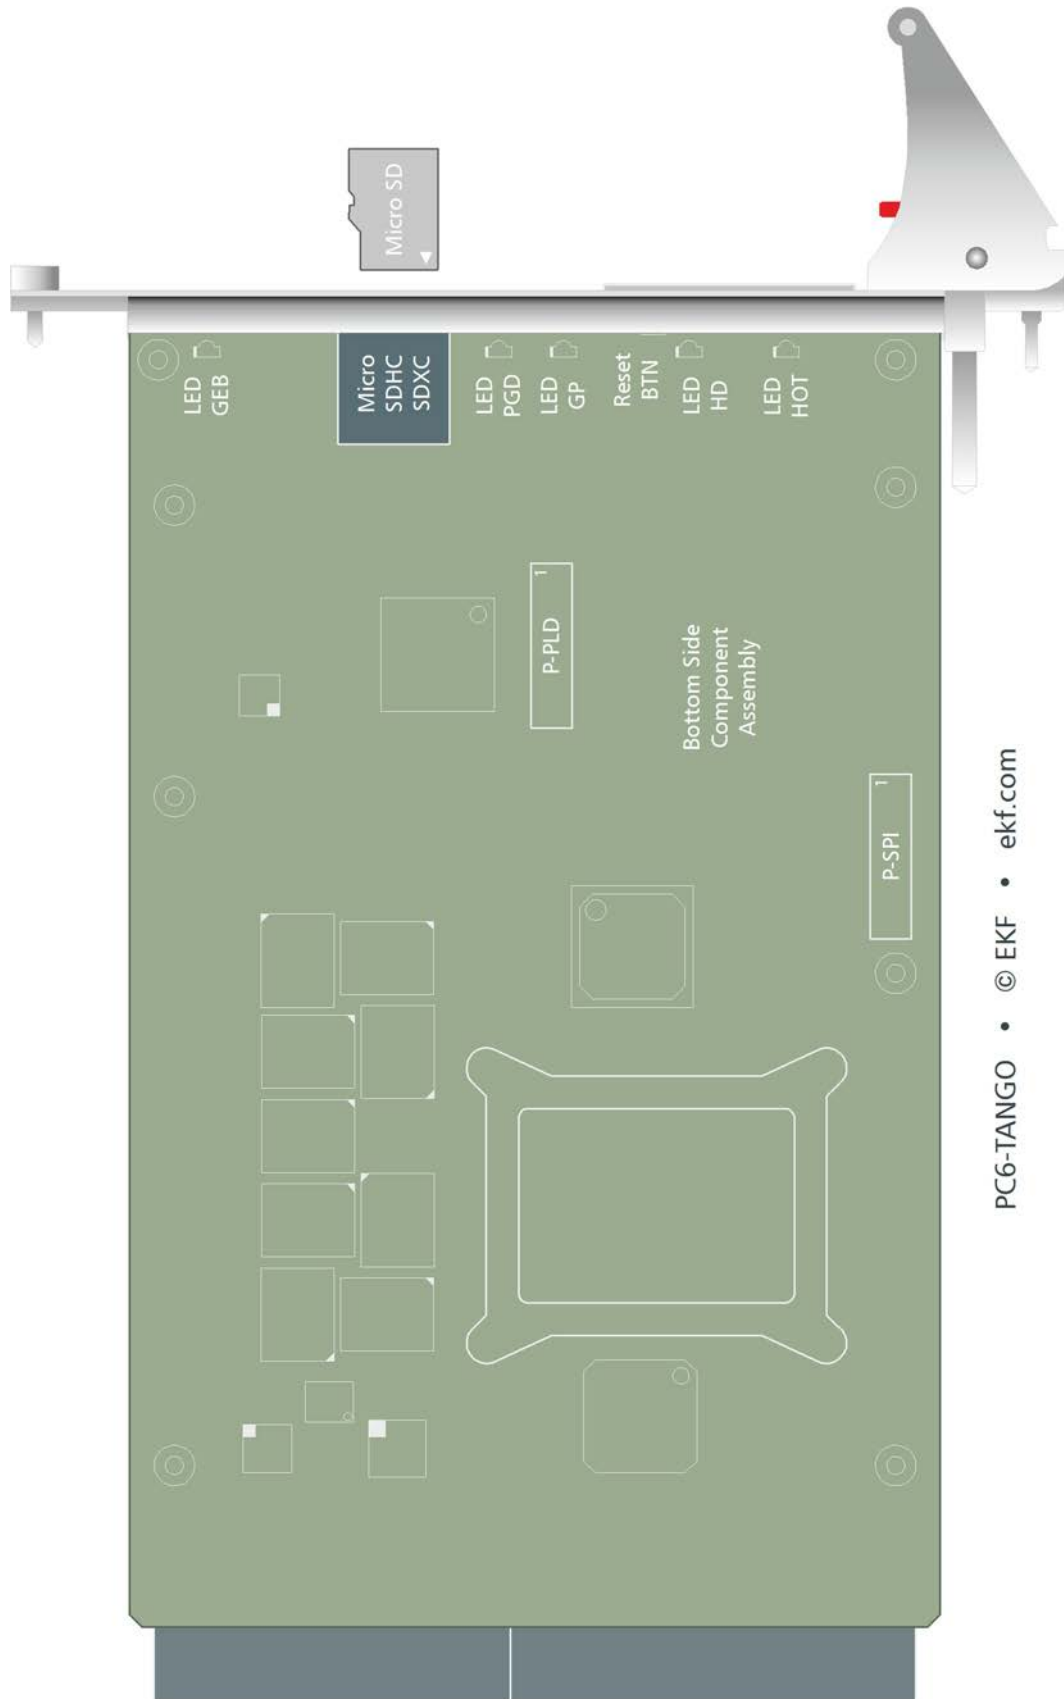 Micro SD
LED
GEB
Micro
SDHC
SDXC
LED
PGD
LED
GP
Reset
BTN
LED
HD
LED
HOT
1
P-PLD
Bottom Side
Component
Assembly
1
P-SPI
PC6-TANGO • © EKF • ekf.com